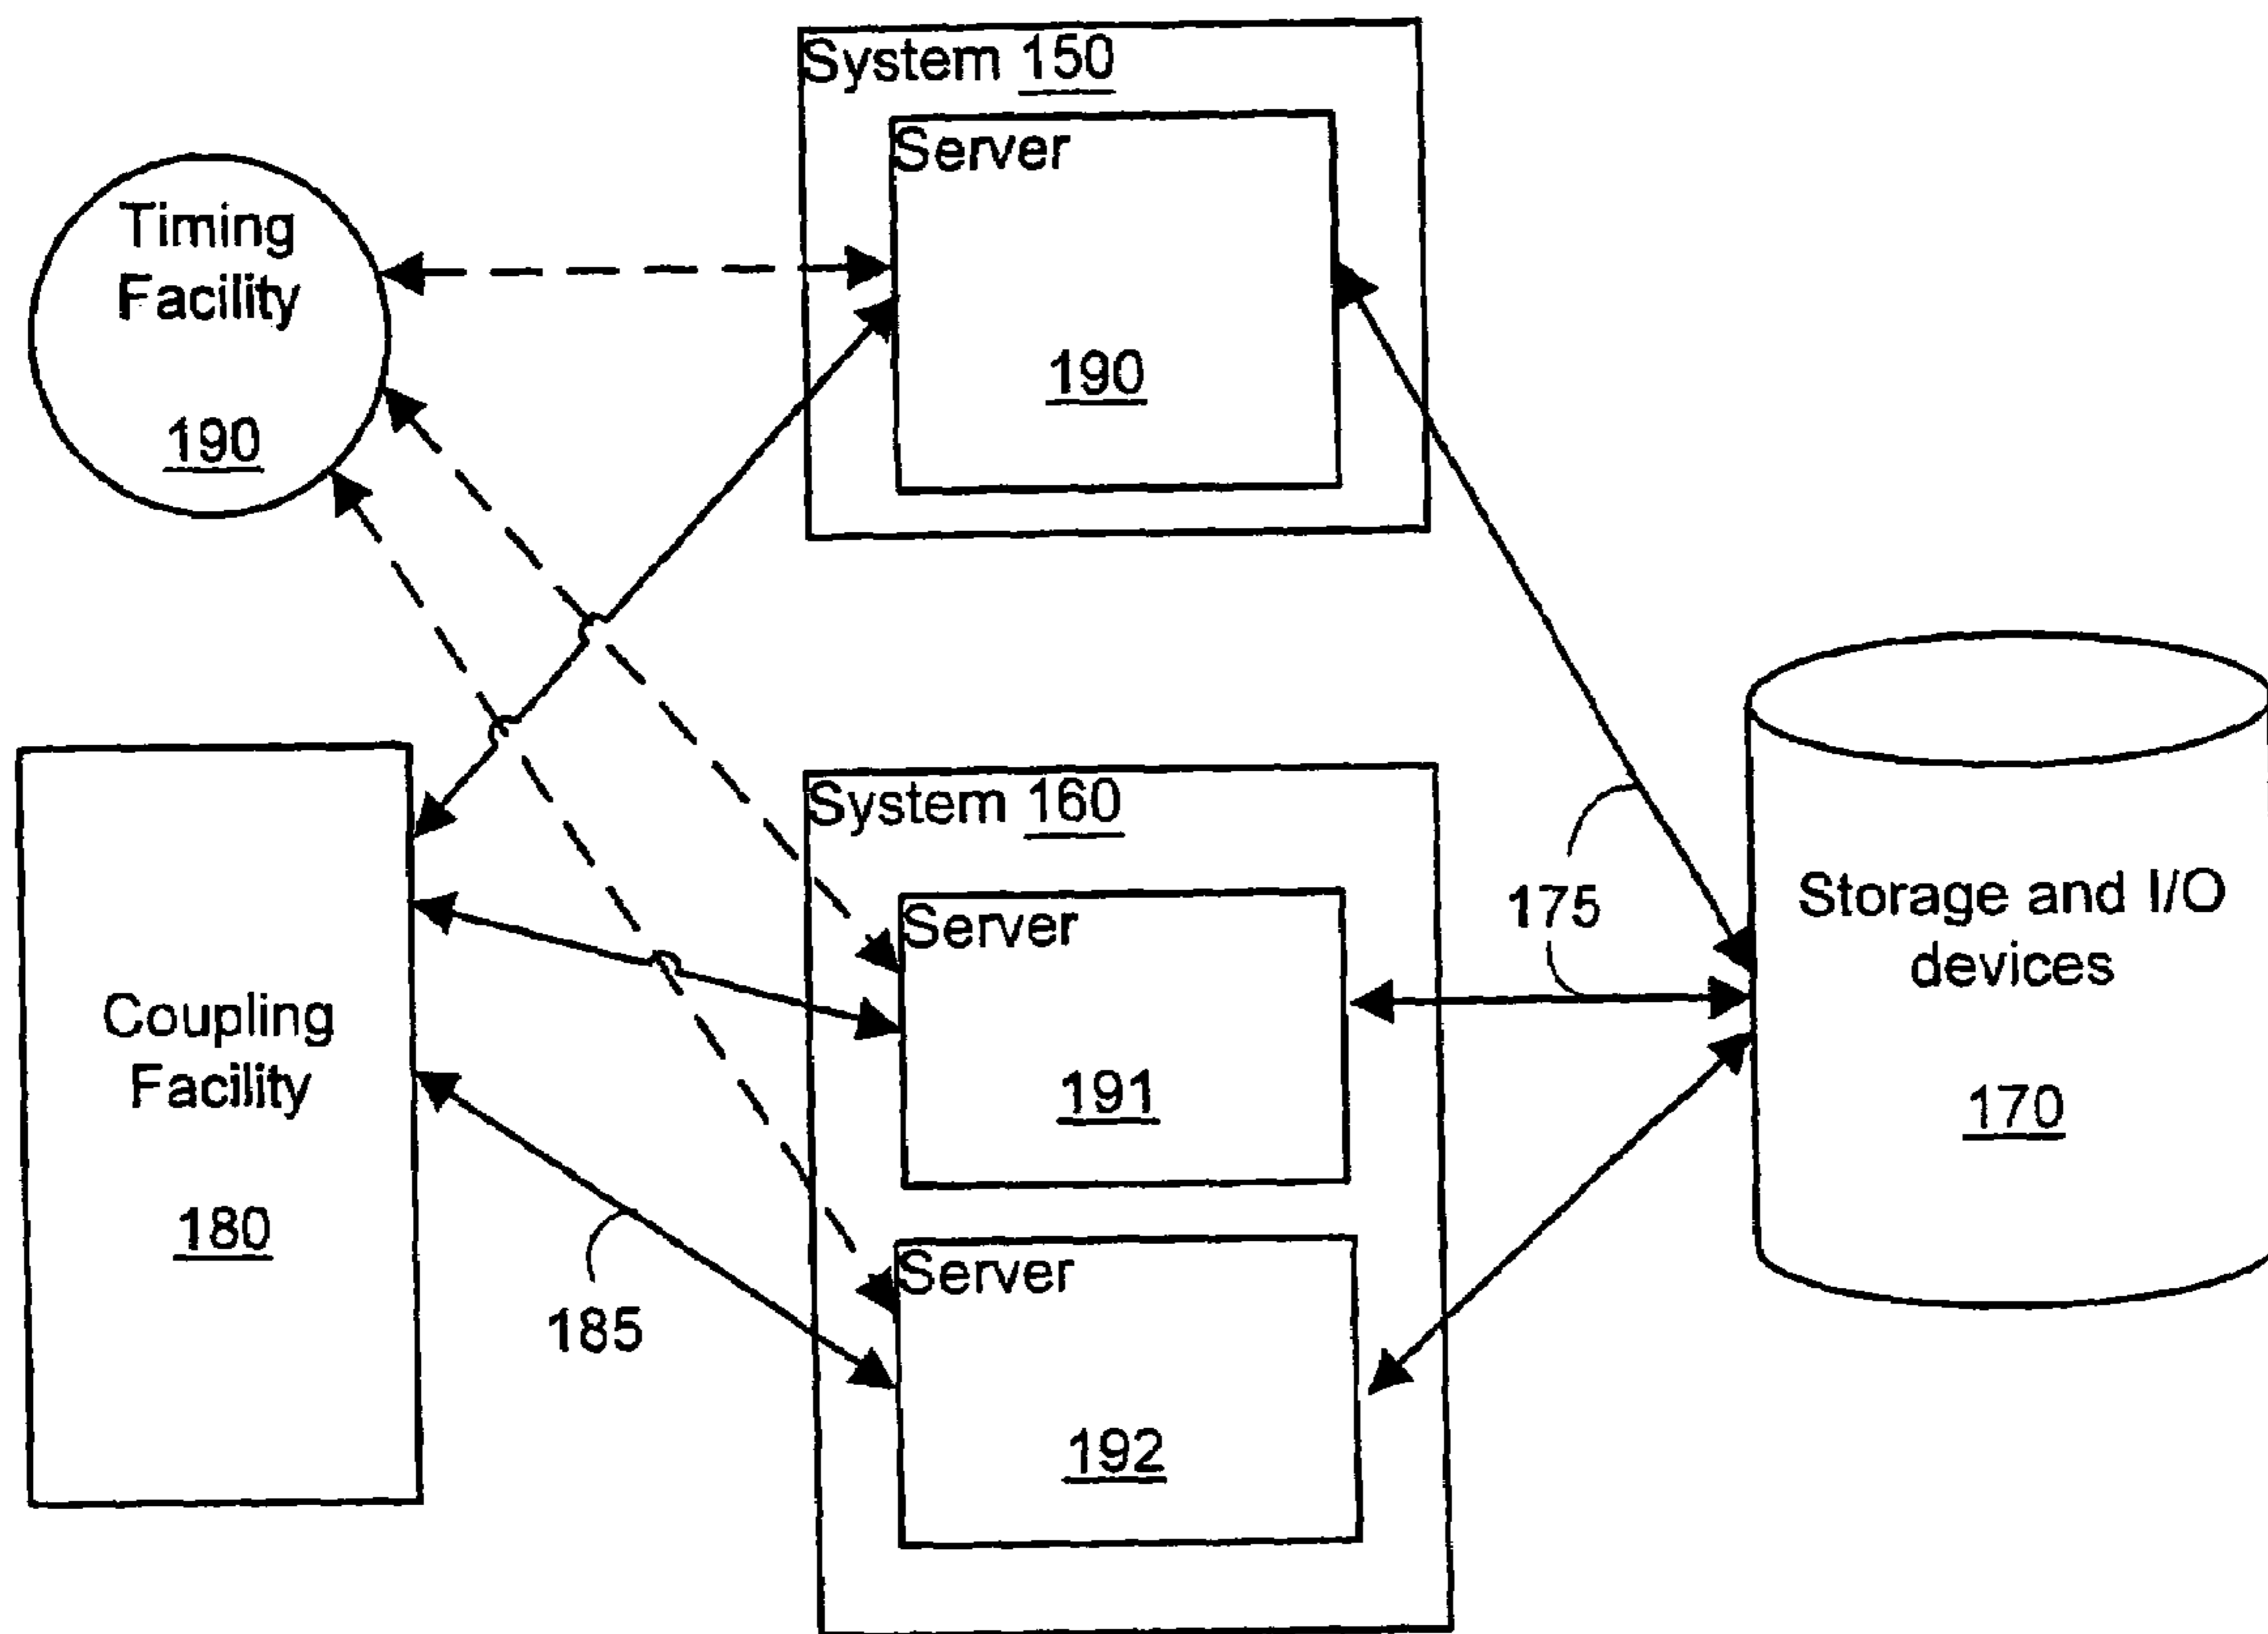 System 150
Server
190
Timing
Facility
190
System 160
Server
191
Server
192
Coupling
Facility
180
185
175
Storage and I/O
devices
170